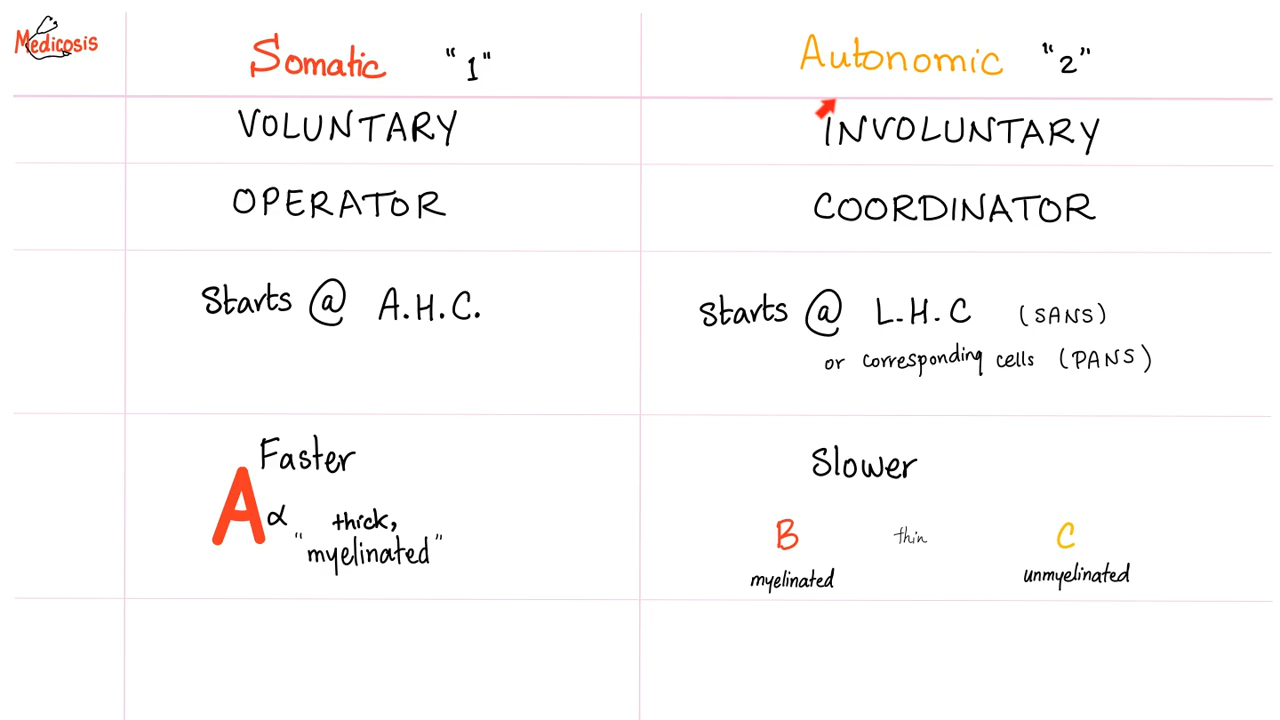 Medicosis
Somatic "1"
Autonomic "2"
VOLUNTARY
INVOLUNTARY
OPERATOR
COORDINATOR
Starts @ A.H.C.
Starts @ L.H.C (SANS)
or corresponding cells (PANS)
Faster
A α thick,
"myelinated"
Slower
B thin C
myelinated unmyelinated